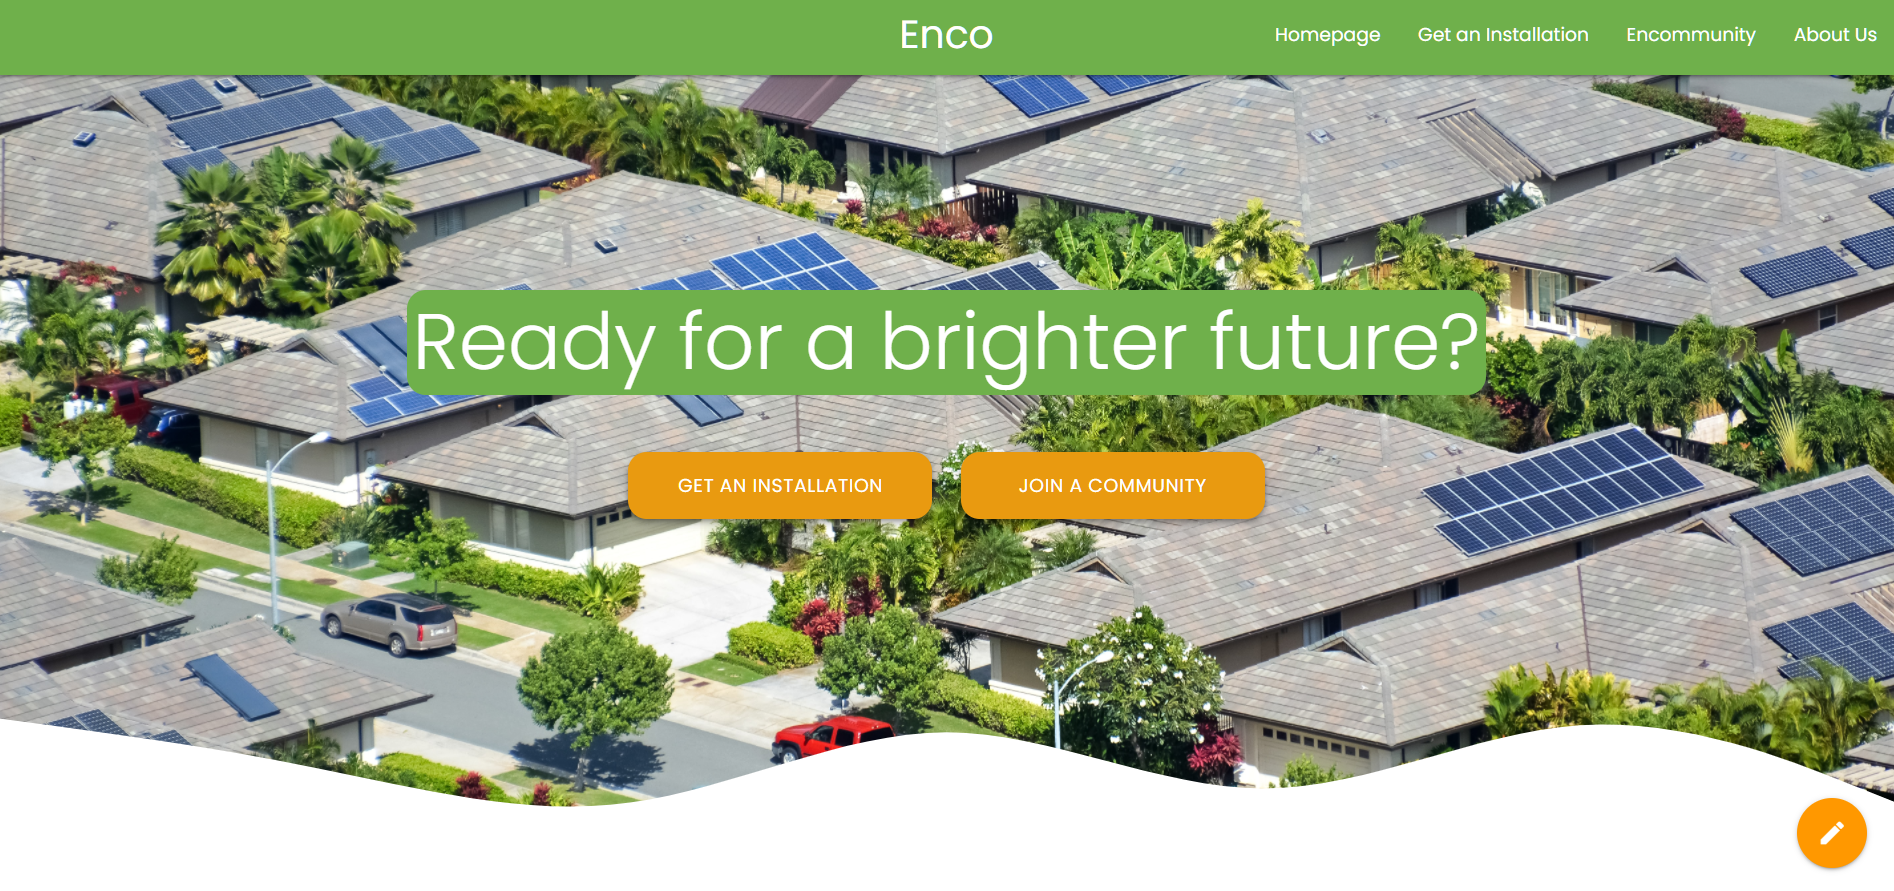 Enco
Homepage Get an Installation Encommunity About Us
Ready for a brighter future?
GET AN INSTALLATION JOIN A COMMUNITY